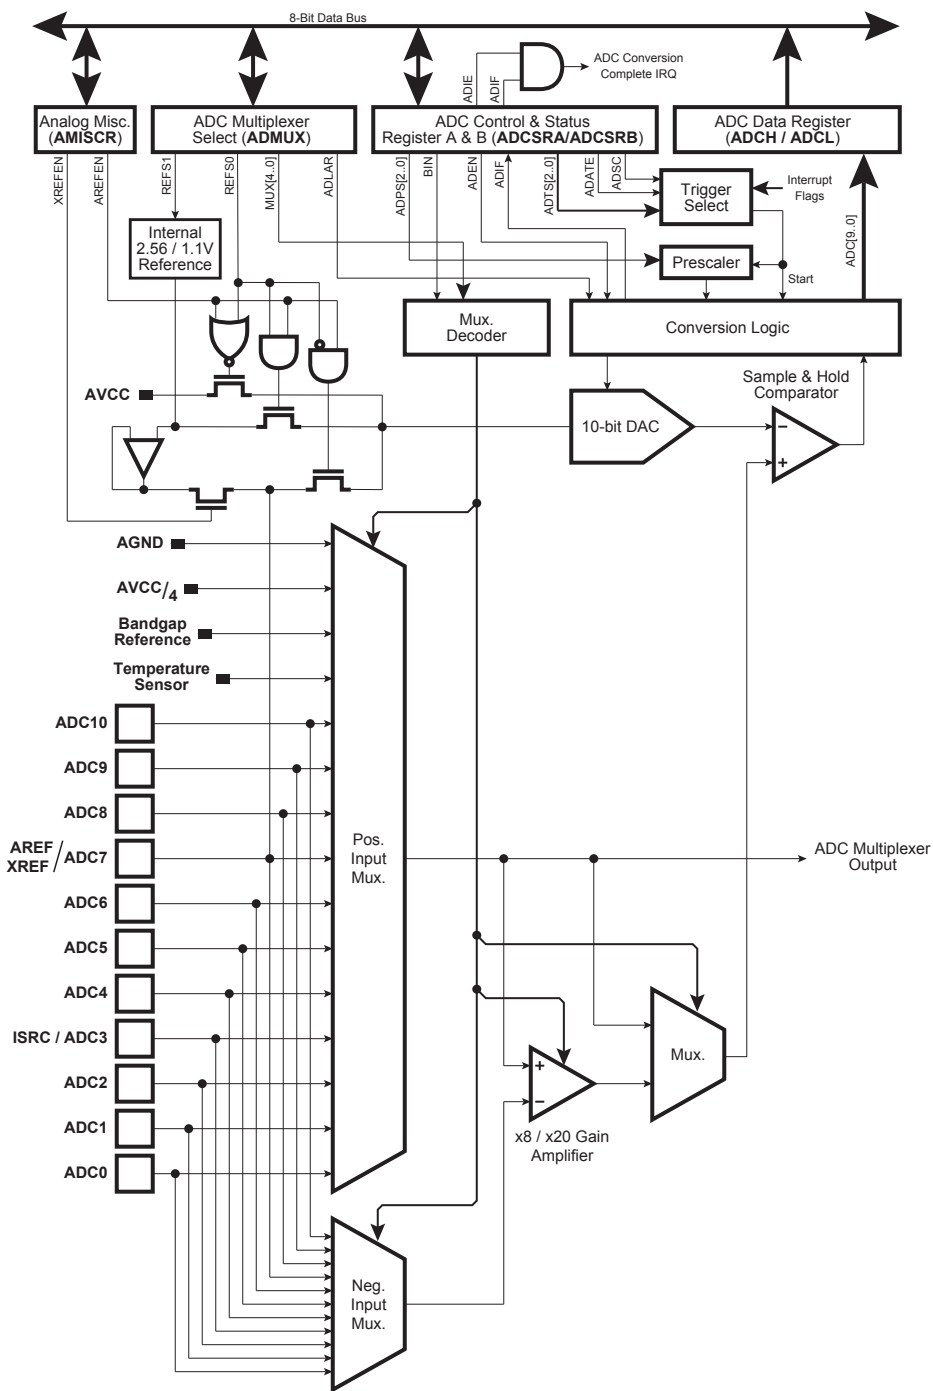 8-Bit Data Bus
ADC Conversion
Complete IRQ
ADIE
ADIF
Analog Misc.
(AMISCR)
ADC Multiplexer
Select (ADMUX)
ADC Control & Status
Register A & B (ADCSRA/ADCSRB)
ADC Data Register
(ADCH / ADCL)
XREFEN
AREFEN
REFS1
REFS0
MUX[4..0]
ADLAR
ADPS[2..0]
BIN
ADEN
ADIF
ADTS[2..0]
ADATE
ADSC
ADC[9..0]
Trigger
Select
Interrupt
Flags
Internal
2.56 / 1.1V
Reference
Prescaler
Start
Mux.
Decoder
Conversion Logic
Sample & Hold
Comparator
AVCC
10-bit DAC
−
+
AGND
AVCC/4
Bandgap
Reference
Temperature
Sensor
ADC10
ADC9
ADC8
AREF
XREF / ADC7
ADC6
ADC5
ADC4
ISRC / ADC3
ADC2
ADC1
ADC0
Pos.
Input
Mux.
ADC Multiplexer
Output
Mux.
+
−
x8 / x20 Gain
Amplifier
Neg.
Input
Mux.